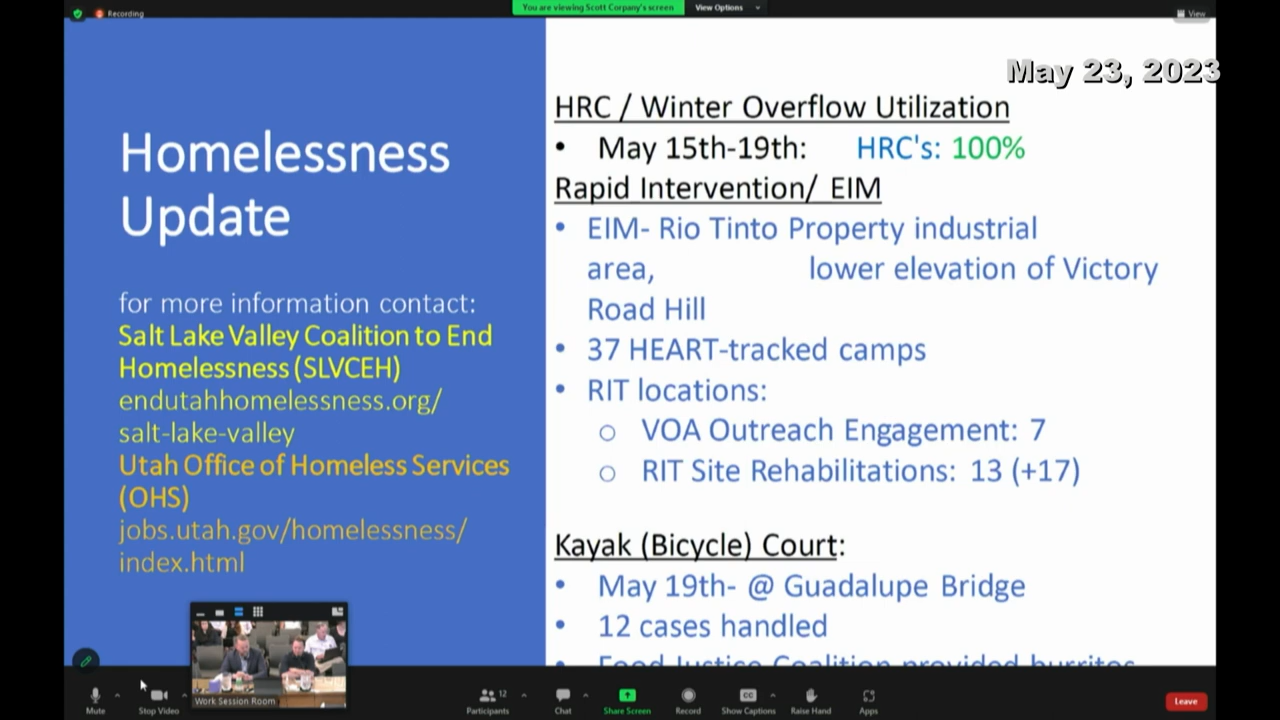 Recording
You are viewing Scott Corpany's screen
View Options
View
May 23, 2023
Homelessness
Update
for more information contact:
Salt Lake Valley Coalition to End
Homelessness (SLVCEH)
endutahhomelessness.org/
salt-lake-valley
Utah Office of Homeless Services
(OHS)
jobs.utah.gov/homelessness/
index.html
HRC / Winter Overflow Utilization
• May 15th-19th: HRC's: 100%
Rapid Intervention/ EIM
• EIM- Rio Tinto Property industrial
area, lower elevation of Victory
Road Hill
• 37 HEART-tracked camps
• RIT locations:
○ VOA Outreach Engagement: 7
○ RIT Site Rehabilitations: 13 (+17)
Kayak (Bicycle) Court:
• May 19th- @ Guadalupe Bridge
• 12 cases handled
• Food Justice Coalition provided burritos
Work Session Room
Mute
Stop Video
Participants
12
Chat
Share Screen
Record
CC
Show Captions
Raise Hand
Apps
Leave